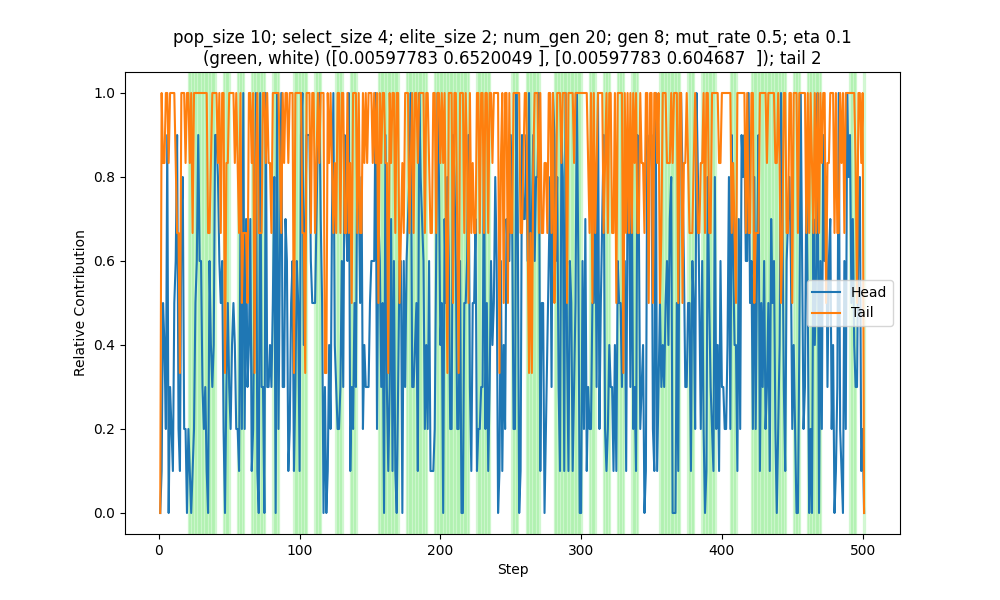 pop_size 10; select_size 4; elite_size 2; num_gen 20; gen 8; mut_rate 0.5; eta 0.1
(green, white) ([0.00597783 0.6520049 ], [0.00597783 0.604687  ]); tail 2
1.0
0.8
0.6
0.4
0.2
0.0
Relative Contribution
Head
Tail
0 100 200 300 400 500
Step